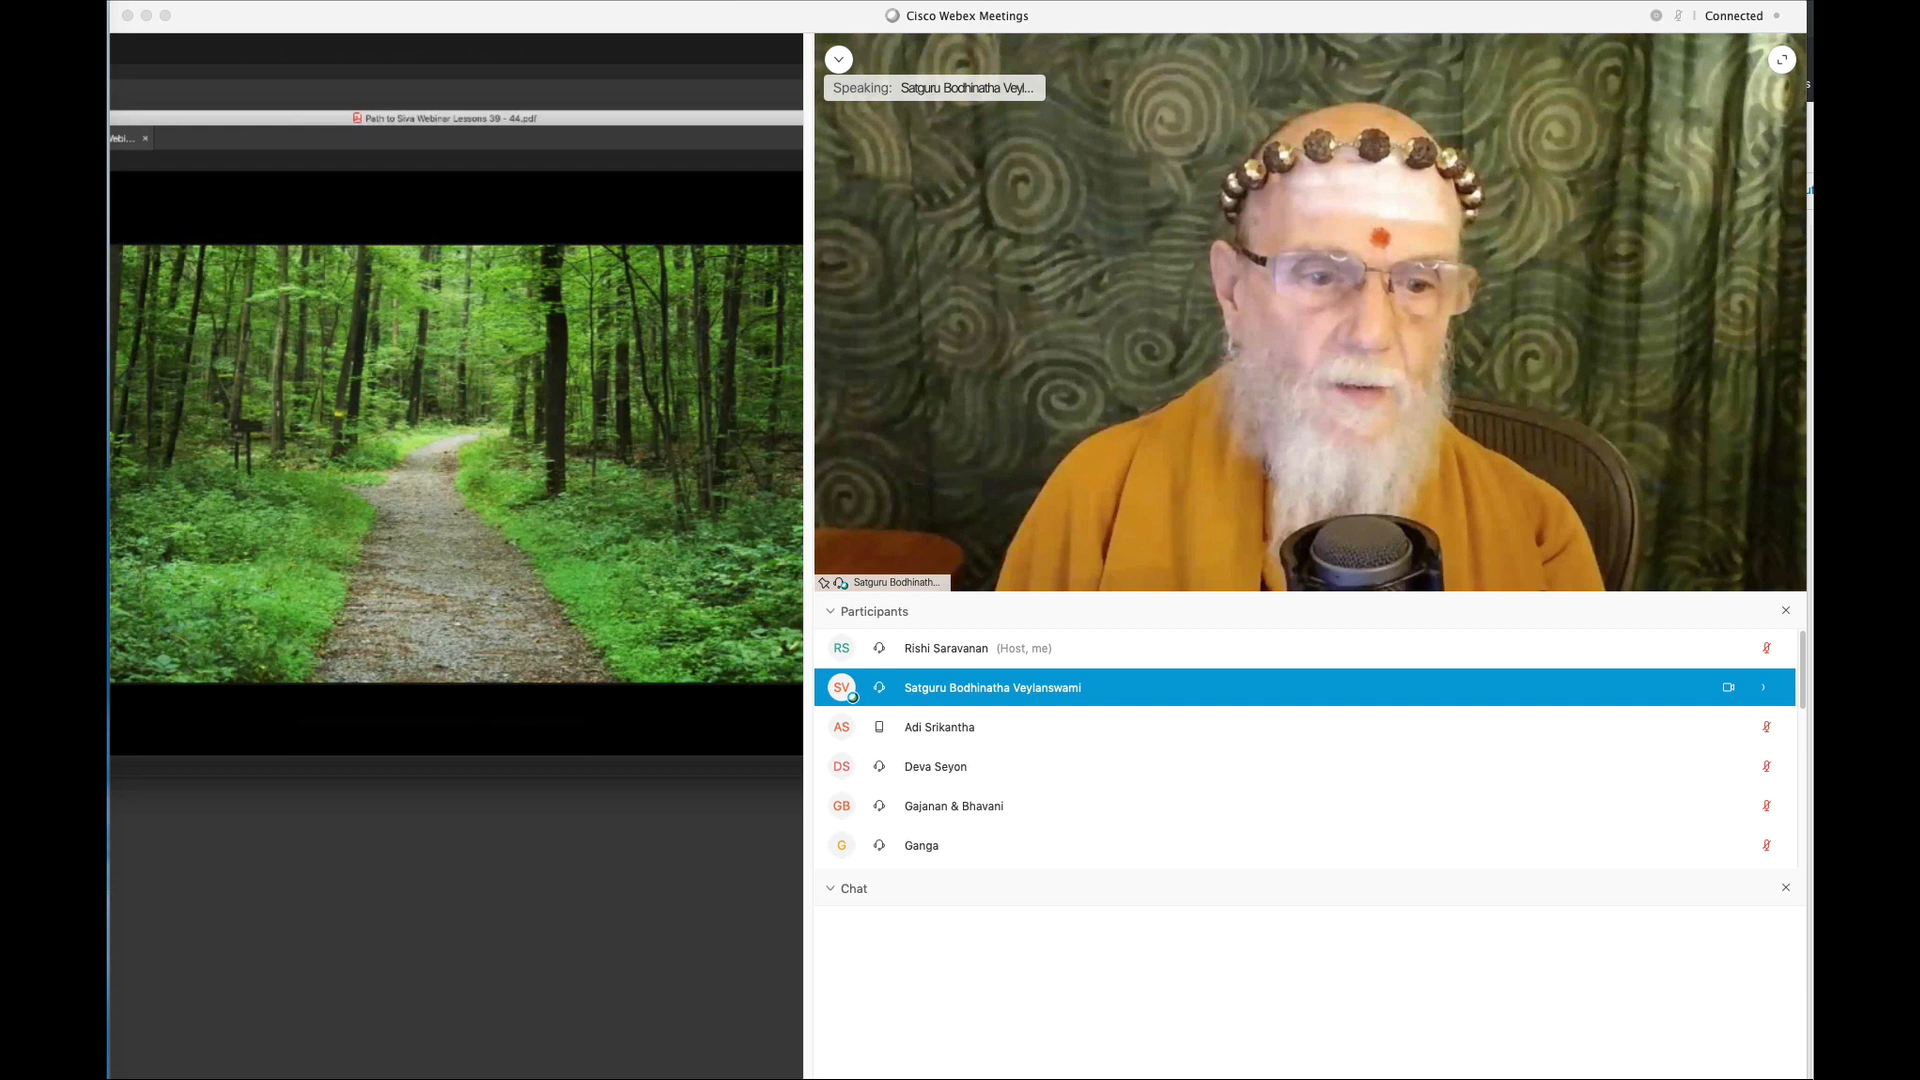 Cisco Webex Meetings
Connected
Path to Siva Webinar Lessons 39 - 44.pdf
Speaking: Satguru Bodhinatha Veyl...
Satguru Bodhinath...
Participants
RS Rishi Saravanan (Host, me)
SV Satguru Bodhinatha Veylanswami
AS Adi Srikantha
DS Deva Seyon
GB Gajanan & Bhavani
G Ganga
Chat